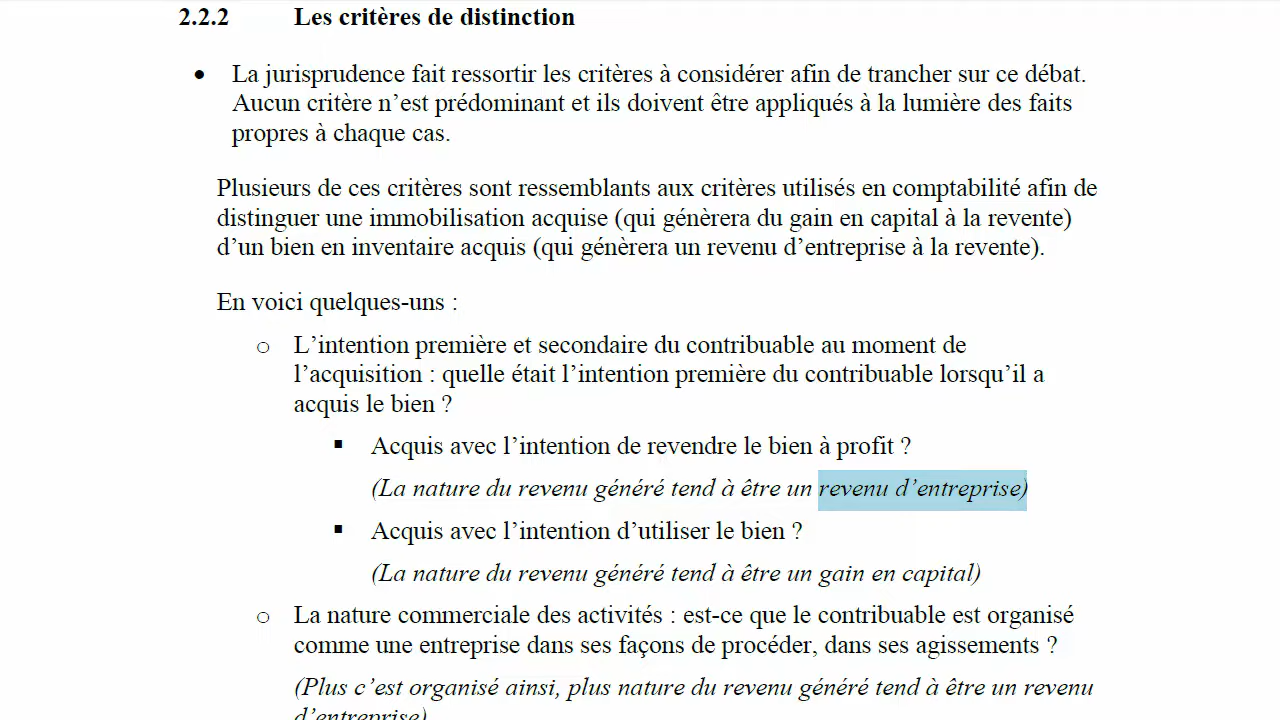 2.2.2 Les critères de distinction
• La jurisprudence fait ressortir les critères à considérer afin de trancher sur ce débat.
Aucun critère n’est prédominant et ils doivent être appliqués à la lumière des faits
propres à chaque cas.
Plusieurs de ces critères sont ressemblants aux critères utilisés en comptabilité afin de
distinguer une immobilisation acquise (qui génèrera du gain en capital à la revente)
d’un bien en inventaire acquis (qui génèrera un revenu d’entreprise à la revente).
En voici quelques-uns :
o L’intention première et secondaire du contribuable au moment de
l’acquisition : quelle était l’intention première du contribuable lorsqu’il a
acquis le bien ?
▪ Acquis avec l’intention de revendre le bien à profit ?
(La nature du revenu généré tend à être un revenu d’entreprise)
▪ Acquis avec l’intention d’utiliser le bien ?
(La nature du revenu généré tend à être un gain en capital)
o La nature commerciale des activités : est-ce que le contribuable est organisé
comme une entreprise dans ses façons de procéder, dans ses agissements ?
(Plus c’est organisé ainsi, plus nature du revenu généré tend à être un revenu
d’entreprise)